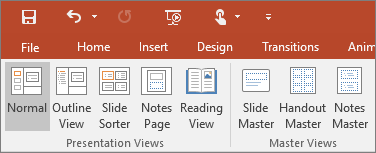 File Home Insert Design Transitions Anim
Normal Outline Slide Notes Reading Slide Handout Notes
View Sorter Page View Master Master Master
Presentation Views Master Views